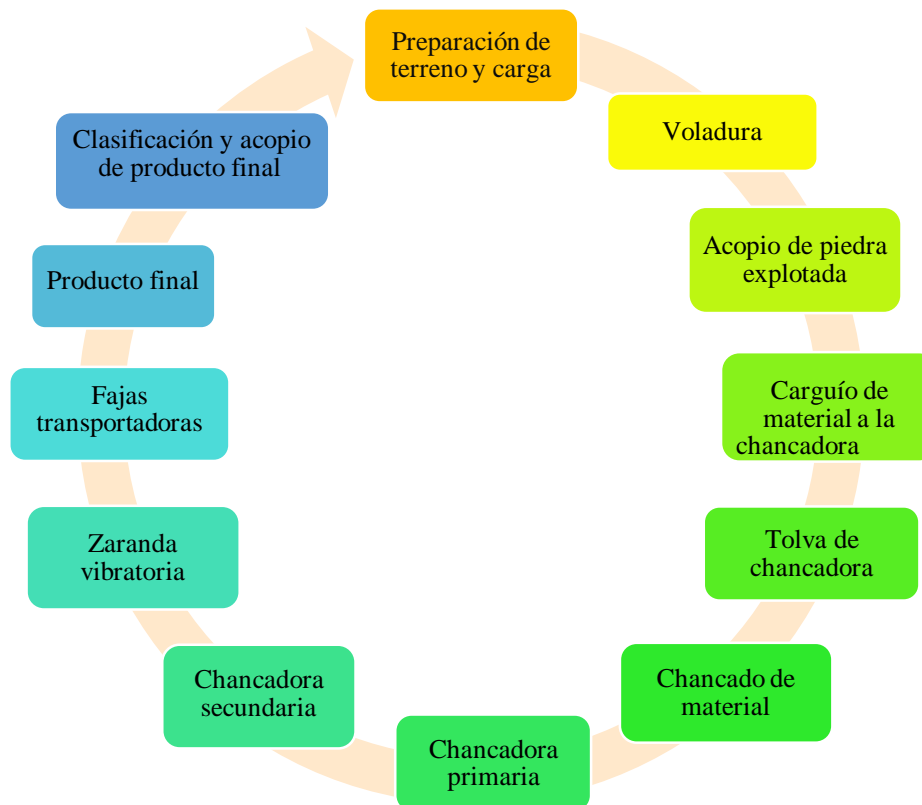 Preparación de
terreno y carga
Voladura
Acopio de piedra
explotada
Carguío de
material a la
chancadora
Tolva de
chancadora
Chancado de
material
Chancadora
primaria
Chancadora
secundaria
Zaranda
vibratoria
Fajas
transportadoras
Producto final
Clasificación y acopio
de producto final